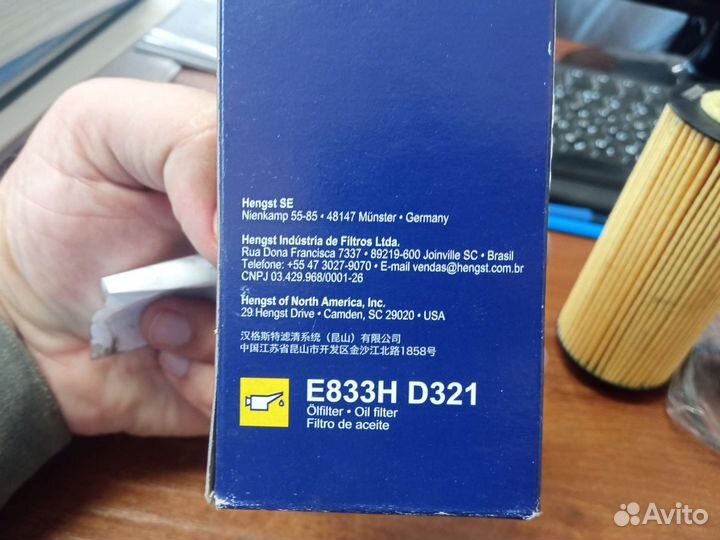 Hengst SE
Nienkamp 55-85 • 48147 Münster • Germany
Hengst Indústria de Filtros Ltda.
Rua Dona Francisca 7337 • 89219-600 Joinville SC • Brasil
Telefone: +55 47 3027-9070 • E-mail vendas@hengst.com.br
CNPJ 03.429.968/0001-26
Hengst of North America, Inc.
29 Hengst Drive • Camden, SC 29020 • USA
汉格斯特滤清系统（昆山）有限公司
中国江苏省昆山市开发区金沙江北路1858号
E833H D321
Ölfilter • Oil filter
Filtro de aceite
Avito